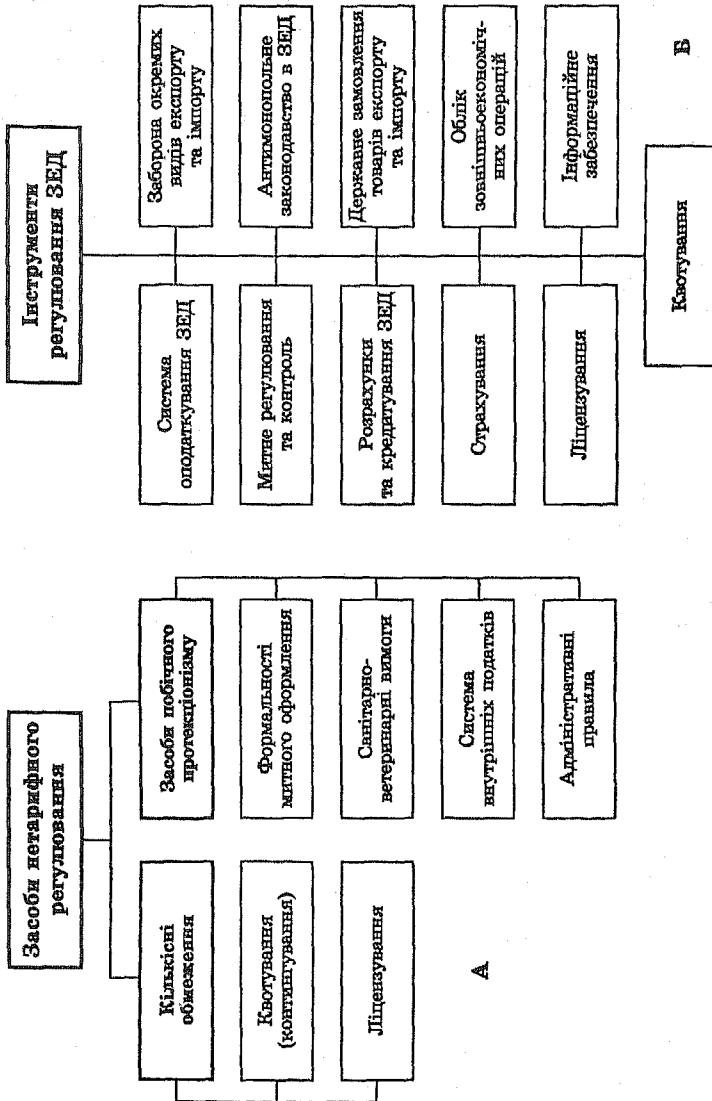 Засоби нетарифного
регулювання
Кількісні
обмеження
Квотування
(контингування)
Ліцензування
Засоби побічного
протекціонізму
Формальності
митного оформлення
Санітарно-
ветеринарні вимоги
Система
внутрішніх податків
Адміністративні
правила
А
Інструменти
регулювання ЗЕД
Система
оподаткування ЗЕД
Митне регулювання
та контроль
Розрахунки
та кредитування ЗЕД
Страхування
Ліцензування
Заборона окремих
видів експорту
та імпорту
Антимонопольне
законодавство в ЗЕД
Державне замовлення
товарів експорту
та імпорту
Облік
зовнішньоекономіч-
них операцій
Інформаційне
забезпечення
Квотування
Б